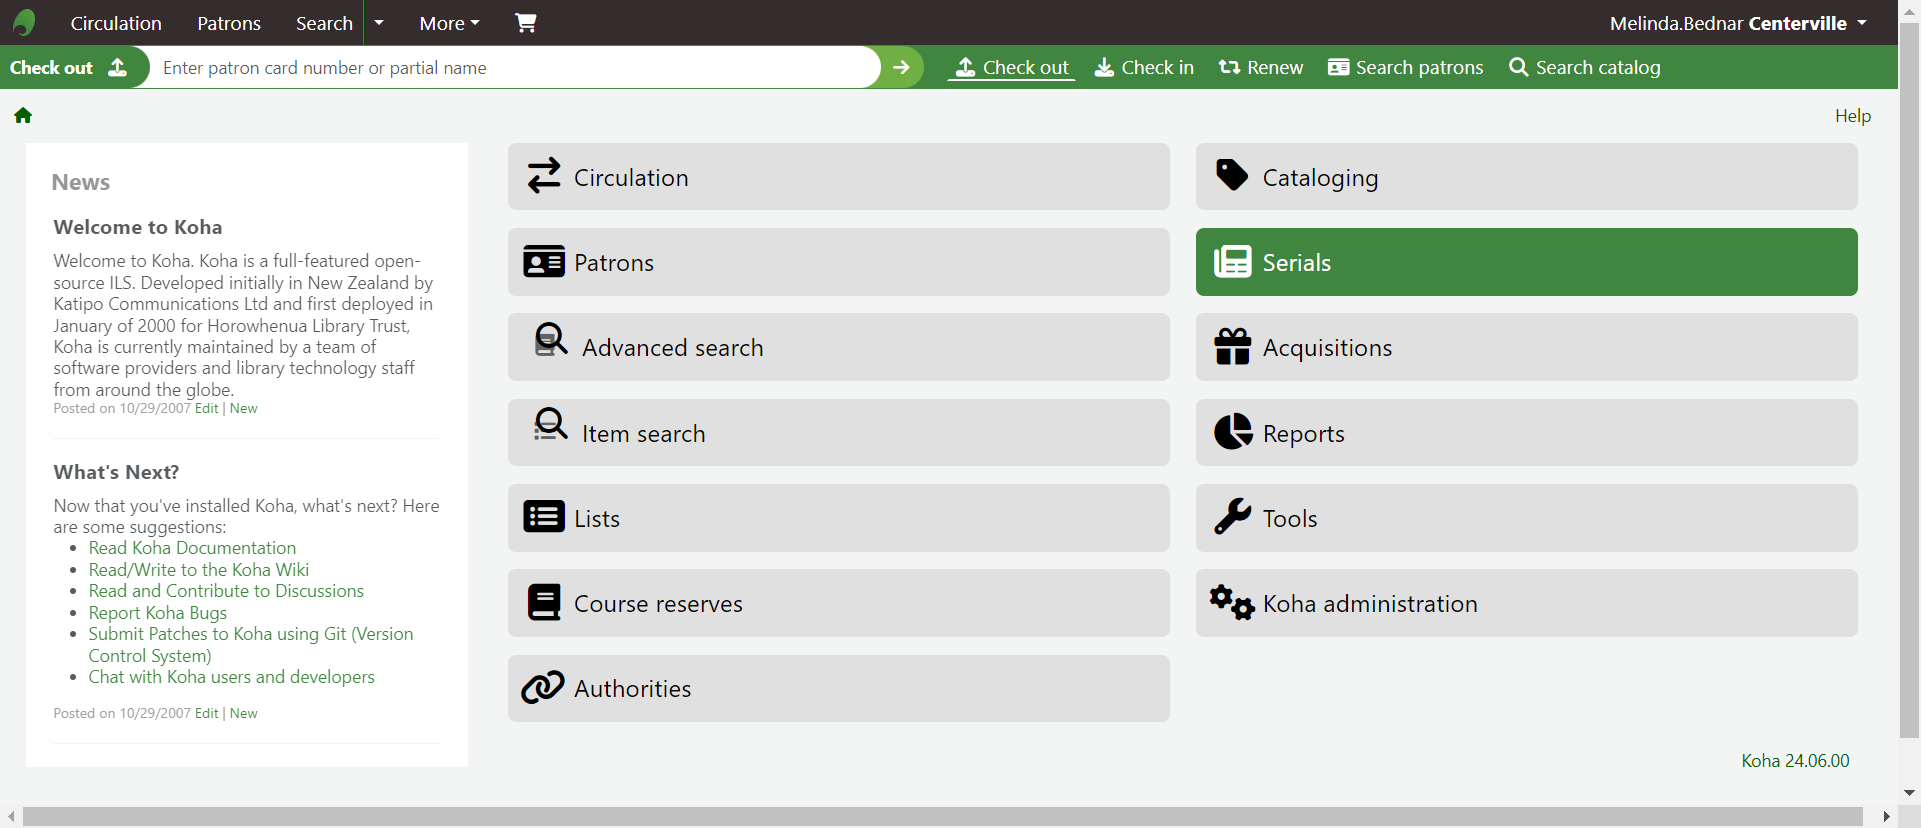 Circulation Patrons Search More Melinda.Bednar Centerville
Check out Enter patron card number or partial name Check out Check in Renew Search patrons Search catalog
Help
News
Welcome to Koha
Welcome to Koha. Koha is a full-featured open-
source ILS. Developed initially in New Zealand by
Katipo Communications Ltd and first deployed in
January of 2000 for Horowhenua Library Trust,
Koha is currently maintained by a team of
software providers and library technology staff
from around the globe.
Posted on 10/29/2007 Edit | New
What's Next?
Now that you've installed Koha, what's next? Here
are some suggestions:
• Read Koha Documentation
• Read/Write to the Koha Wiki
• Read and Contribute to Discussions
• Report Koha Bugs
• Submit Patches to Koha using Git (Version
Control System)
• Chat with Koha users and developers
Posted on 10/29/2007 Edit | New
Circulation
Patrons
Advanced search
Item search
Lists
Course reserves
Authorities
Cataloging
Serials
Acquisitions
Reports
Tools
Koha administration
Koha 24.06.00